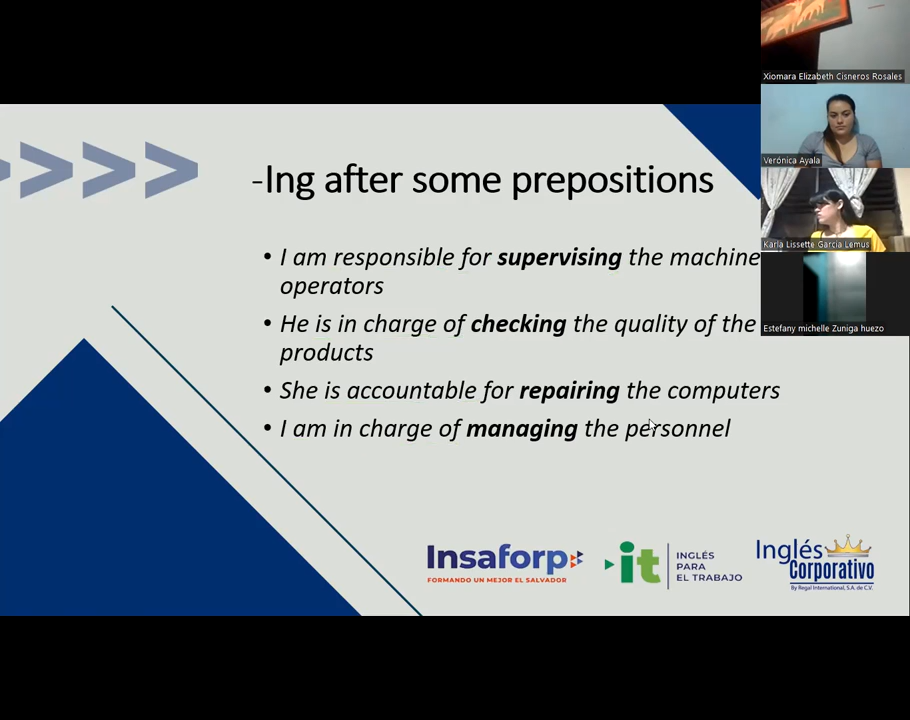 -Ing after some prepositions
• I am responsible for supervising the machine
operators
• He is in charge of checking the quality of the
products
• She is accountable for repairing the computers
• I am in charge of managing the personnel
Insaforp
FORMANDO UN MEJOR EL SALVADOR
it
INGLÉS
PARA
EL TRABAJO
Inglés
Corporativo
By Regal International, S.A. de C.V.
Xiomara Elizabeth Cisneros Rosales
Verónica Ayala
Karla Lissette Garcia Lemus
Estefany michelle Zuniga huezo